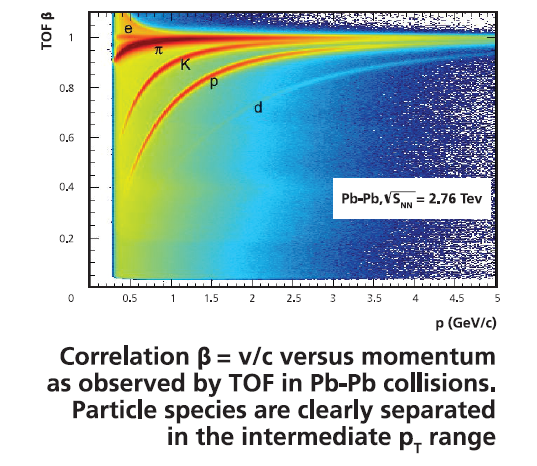 TOF β
1
0.8
0.6
0.4
0.2
0
e
π
K
p
d
Pb-Pb, √S_NN = 2.76 Tev
0.5 1 1.5 2 2.5 3 3.5 4 4.5 5
p (GeV/c)
Correlation β = v/c versus momentum
as observed by TOF in Pb-Pb collisions.
Particle species are clearly separated
in the intermediate p_T range